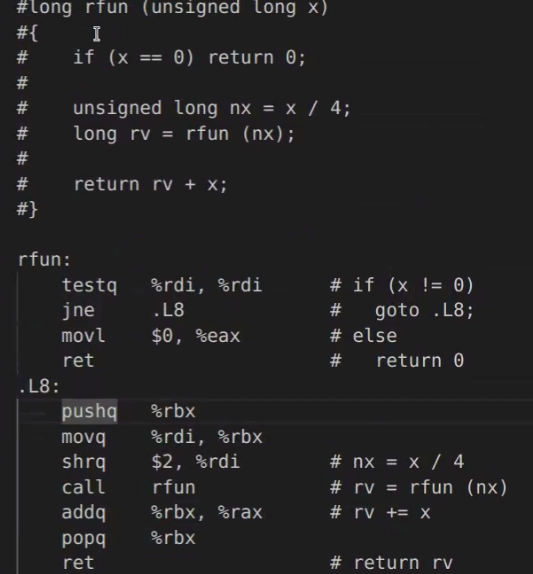 #long rfun (unsigned long x)
#{
#    if (x == 0) return 0;
#
#    unsigned long nx = x / 4;
#    long rv = rfun (nx);
#
#    return rv + x;
#}

rfun:
    testq   %rdi, %rdi      # if (x != 0)
    jne     .L8             #   goto .L8;
    movl    $0, %eax        # else
    ret                     #   return 0
.L8:
    pushq   %rbx
    movq    %rdi, %rbx
    shrq    $2, %rdi        # nx = x / 4
    call    rfun            # rv = rfun (nx)
    addq    %rbx, %rax      # rv += x
    popq    %rbx
    ret                     # return rv